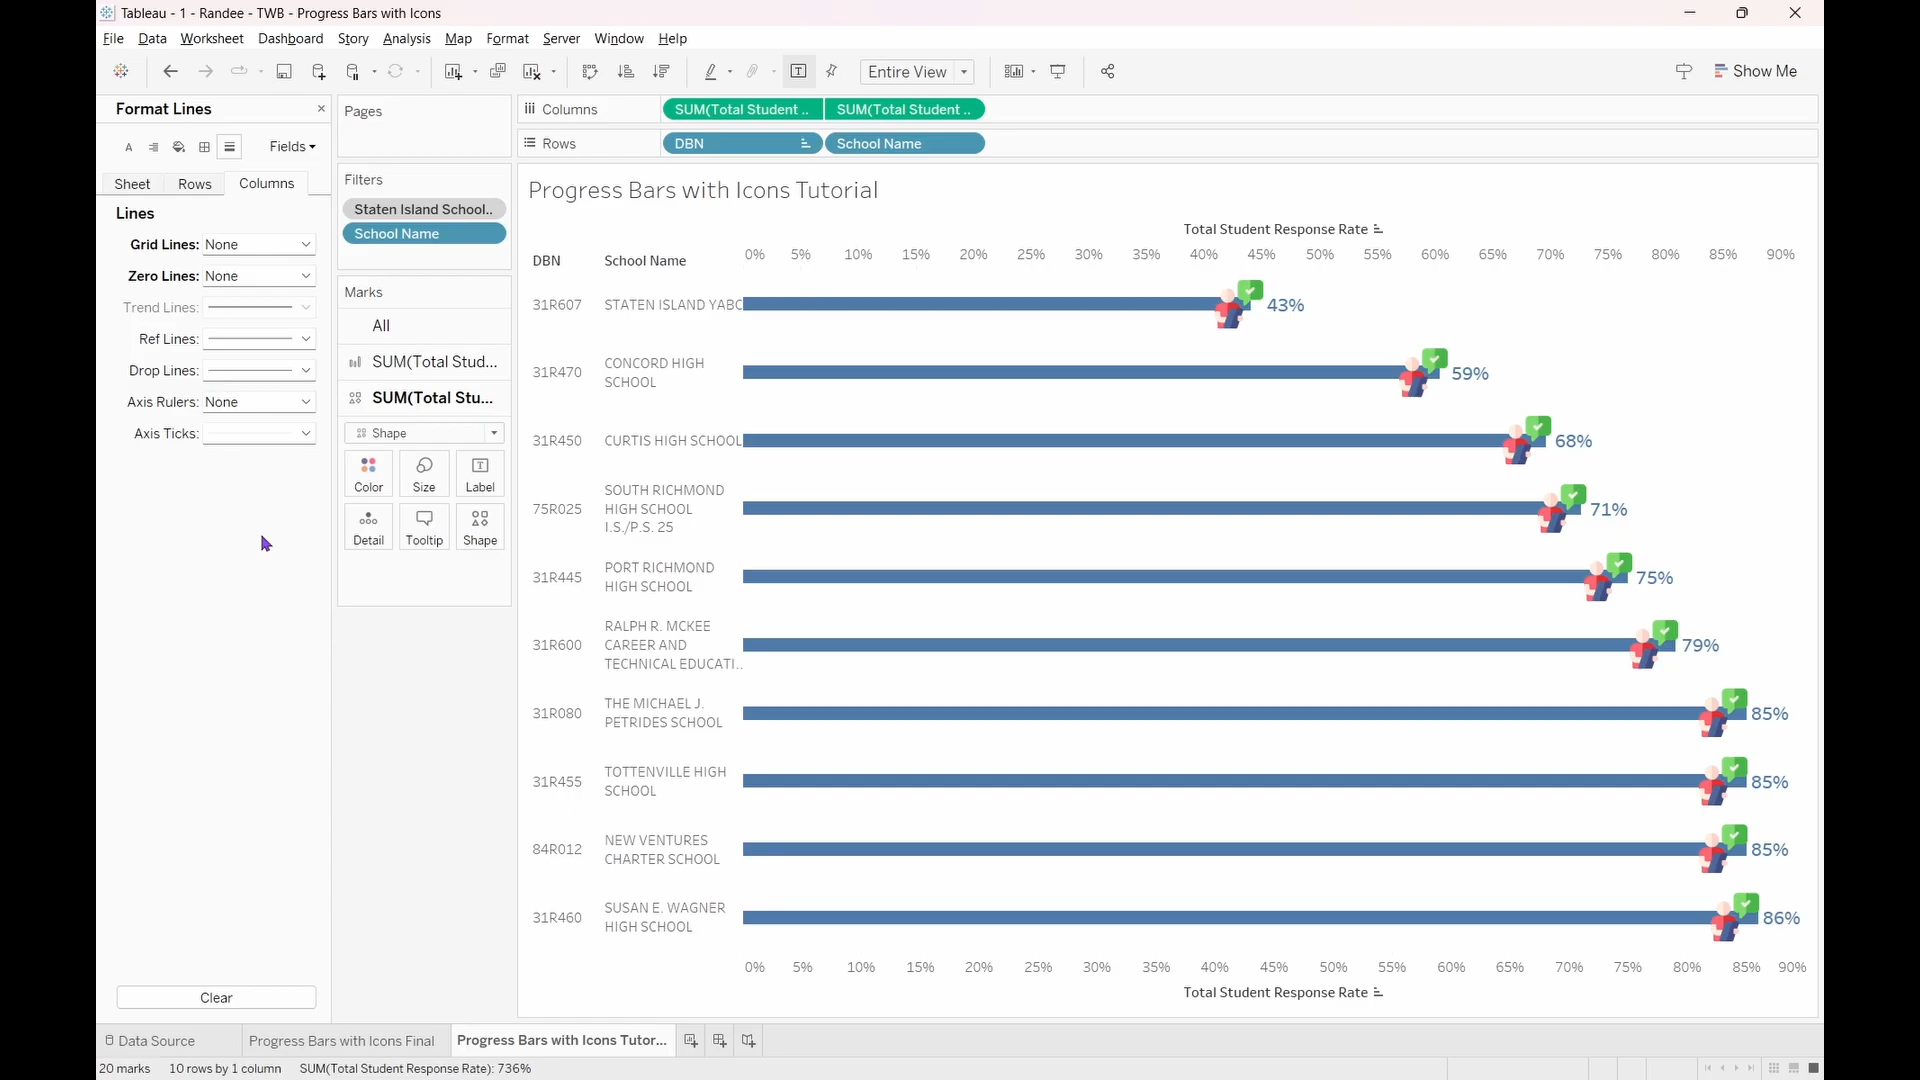 Tableau - 1 - Randee - TWB - Progress Bars with Icons
File Data Worksheet Dashboard Story Analysis Map Format Server Window Help
Entire View
Show Me
Format Lines
Fields
Sheet Rows Columns
Lines
Grid Lines: None
Zero Lines: None
Trend Lines:
Ref Lines:
Drop Lines:
Axis Rulers: None
Axis Ticks:
Clear
Pages
Filters
Staten Island School..
School Name
Marks
All
SUM(Total Stud...
SUM(Total Stu...
Shape
Color Size Label
Detail Tooltip Shape
Columns SUM(Total Student .. SUM(Total Student ..
Rows DBN School Name
Progress Bars with Icons Tutorial
Total Student Response Rate
DBN School Name 0% 5% 10% 15% 20% 25% 30% 35% 40% 45% 50% 55% 60% 65% 70% 75% 80% 85% 90%
31R607 STATEN ISLAND YABC 43%
31R470 CONCORD HIGH
SCHOOL 59%
31R450 CURTIS HIGH SCHOOL 68%
75R025 SOUTH RICHMOND
HIGH SCHOOL
I.S./P.S. 25 71%
31R445 PORT RICHMOND
HIGH SCHOOL 75%
31R600 RALPH R. MCKEE
CAREER AND
TECHNICAL EDUCATI.. 79%
31R080 THE MICHAEL J.
PETRIDES SCHOOL 85%
31R455 TOTTENVILLE HIGH
SCHOOL 85%
84R012 NEW VENTURES
CHARTER SCHOOL 85%
31R460 SUSAN E. WAGNER
HIGH SCHOOL 86%
0% 5% 10% 15% 20% 25% 30% 35% 40% 45% 50% 55% 60% 65% 70% 75% 80% 85% 90%
Total Student Response Rate
Data Source Progress Bars with Icons Final Progress Bars with Icons Tutor...
20 marks 10 rows by 1 column SUM(Total Student Response Rate): 736%